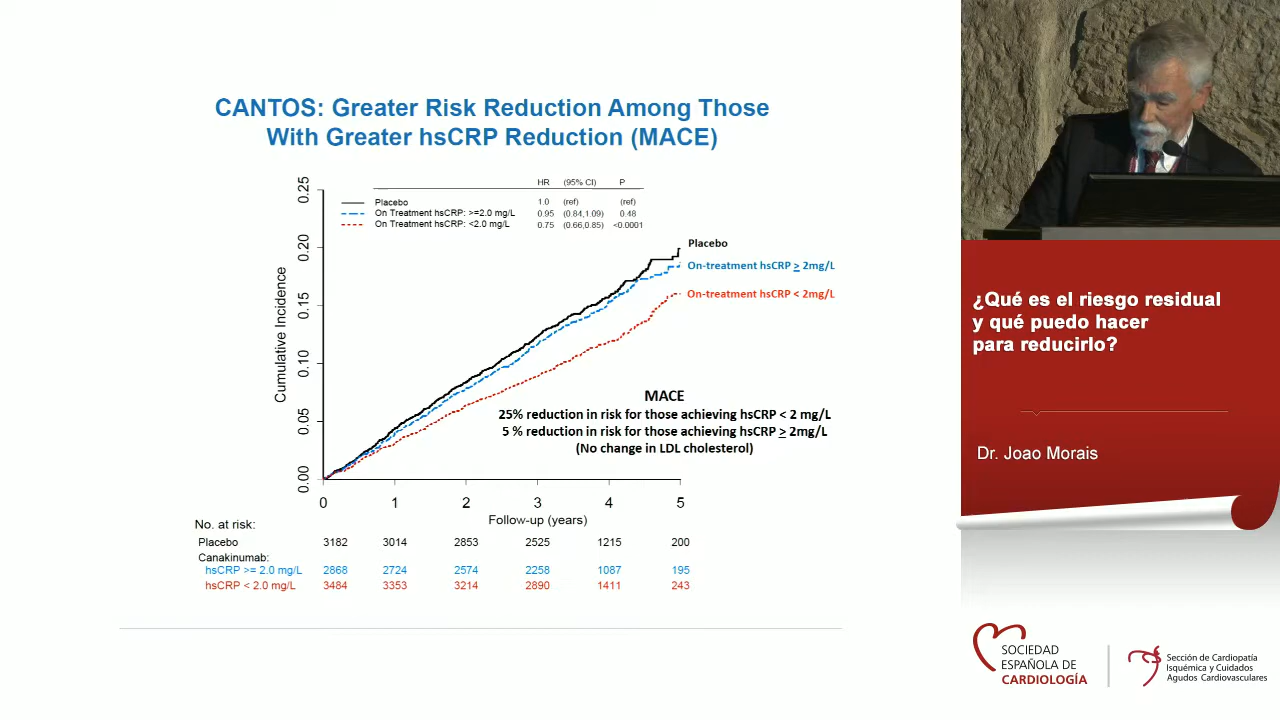 CANTOS: Greater Risk Reduction Among Those
With Greater hsCRP Reduction (MACE)
HR (95% CI) P
Placebo 1.0 (ref) (ref)
On Treatment hsCRP: >=2.0 mg/L 0.95 (0.84,1.09) 0.48
On Treatment hsCRP: <2.0 mg/L 0.75 (0.66,0.85) <0.0001
Cumulative Incidence
0.25
0.20
0.15
0.10
0.05
0.00
Placebo
On-treatment hsCRP ≥ 2mg/L
On-treatment hsCRP < 2mg/L
MACE
25% reduction in risk for those achieving hsCRP < 2 mg/L
5 % reduction in risk for those achieving hsCRP ≥ 2mg/L
(No change in LDL cholesterol)
0 1 2 3 4 5
Follow-up (years)
No. at risk:
Placebo 3182 3014 2853 2525 1215 200
Canakinumab:
hsCRP >= 2.0 mg/L 2868 2724 2574 2258 1087 195
hsCRP < 2.0 mg/L 3484 3353 3214 2890 1411 243
¿Qué es el riesgo residual
y qué puedo hacer
para reducirlo?
Dr. Joao Morais
SOCIEDAD
ESPAÑOLA DE
CARDIOLOGÍA
Sección de Cardiopatía
Isquémica y Cuidados
Agudos Cardiovasculares